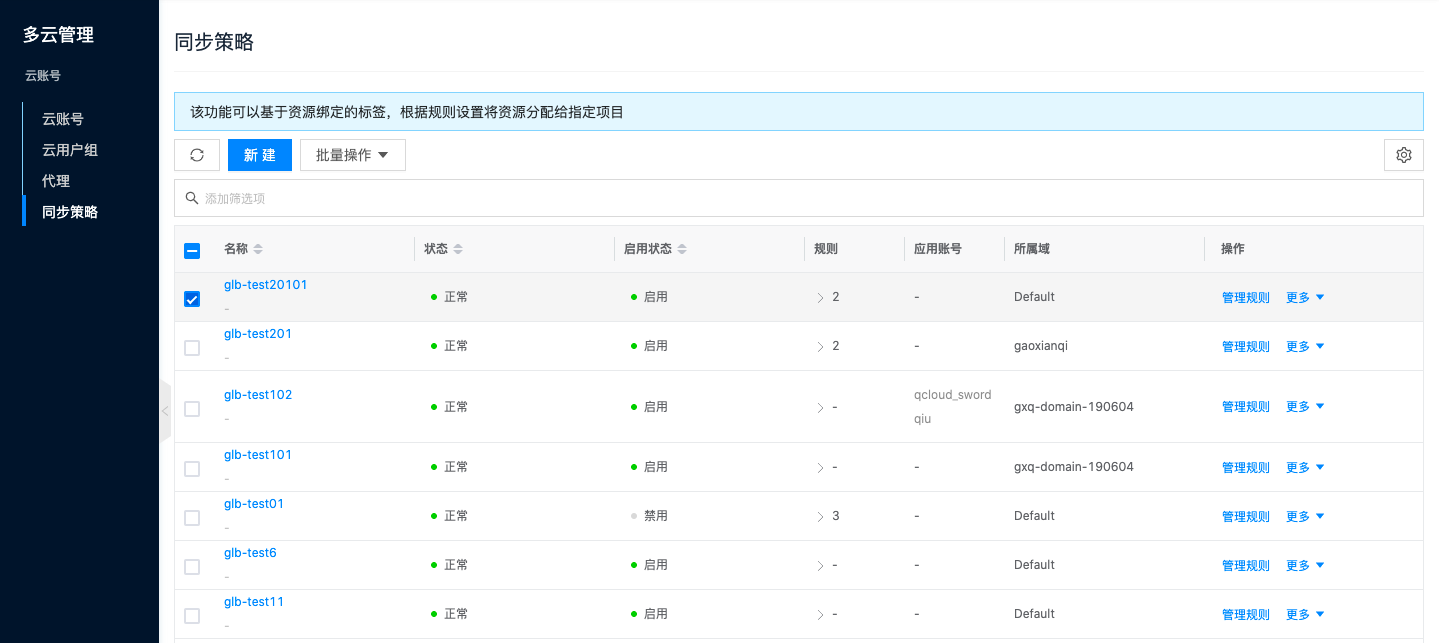 多云管理
云账号
云账号
云用户组
代理
同步策略
同步策略
该功能可以基于资源绑定的标签，根据规则设置将资源分配给指定项目
新 建 批量操作
添加筛选项
名称 状态 启用状态 规则 应用账号 所属域 操作
glb-test20101
- 正常 启用 2 - Default 管理规则 更多
glb-test201
- 正常 启用 2 - gaoxianqi 管理规则 更多
glb-test102
- 正常 启用 - qcloud_sword
qiu gxq-domain-190604 管理规则 更多
glb-test101
- 正常 启用 - - gxq-domain-190604 管理规则 更多
glb-test01
- 正常 禁用 3 - Default 管理规则 更多
glb-test6
- 正常 启用 - - Default 管理规则 更多
glb-test11
- 正常 启用 - - Default 管理规则 更多